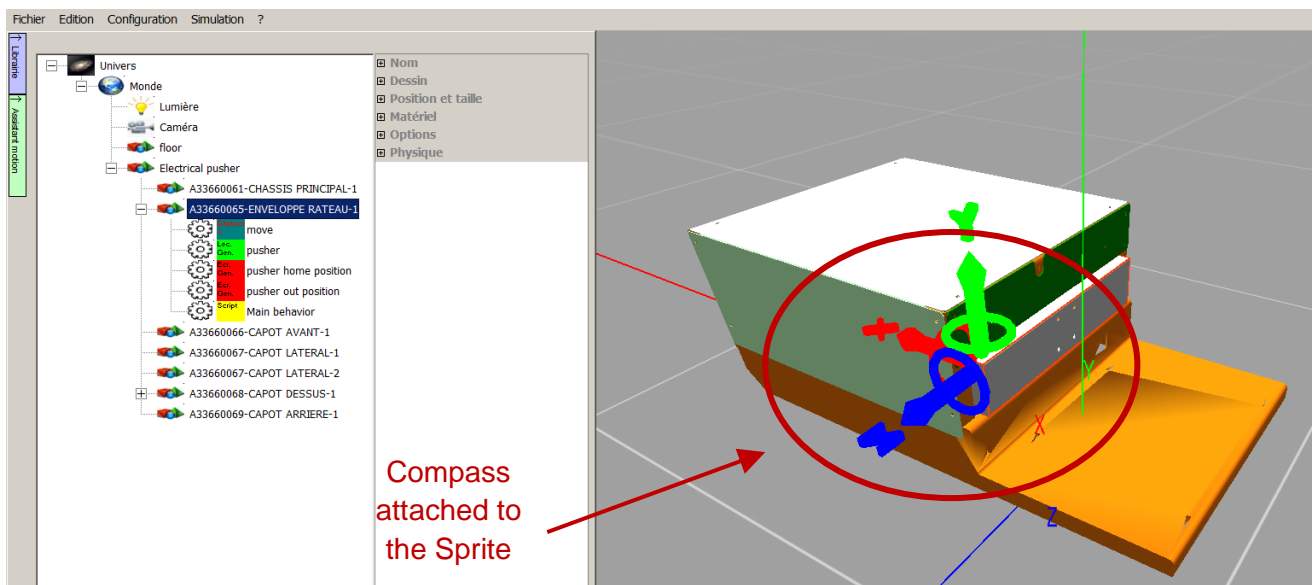 Fichier Edition Configuration Simulation ?
↑ Librairie
↑ Assistant motion
Univers
Monde
Lumière
Caméra
floor
Electrical pusher
A33660061-CHASSIS PRINCIPAL-1
A33660065-ENVELOPPE RATEAU-1
move
Lec. Gen. pusher
Ecr. Gen. pusher home position
Ecr. Gen. pusher out position
Script Main behavior
A33660066-CAPOT AVANT-1
A33660067-CAPOT LATERAL-1
A33660067-CAPOT LATERAL-2
A33660068-CAPOT DESSUS-1
A33660069-CAPOT ARRIERE-1
Nom
Dessin
Position et taille
Matériel
Options
Physique
Compass
attached to
the Sprite
Y
X
Z
Y
X
Z